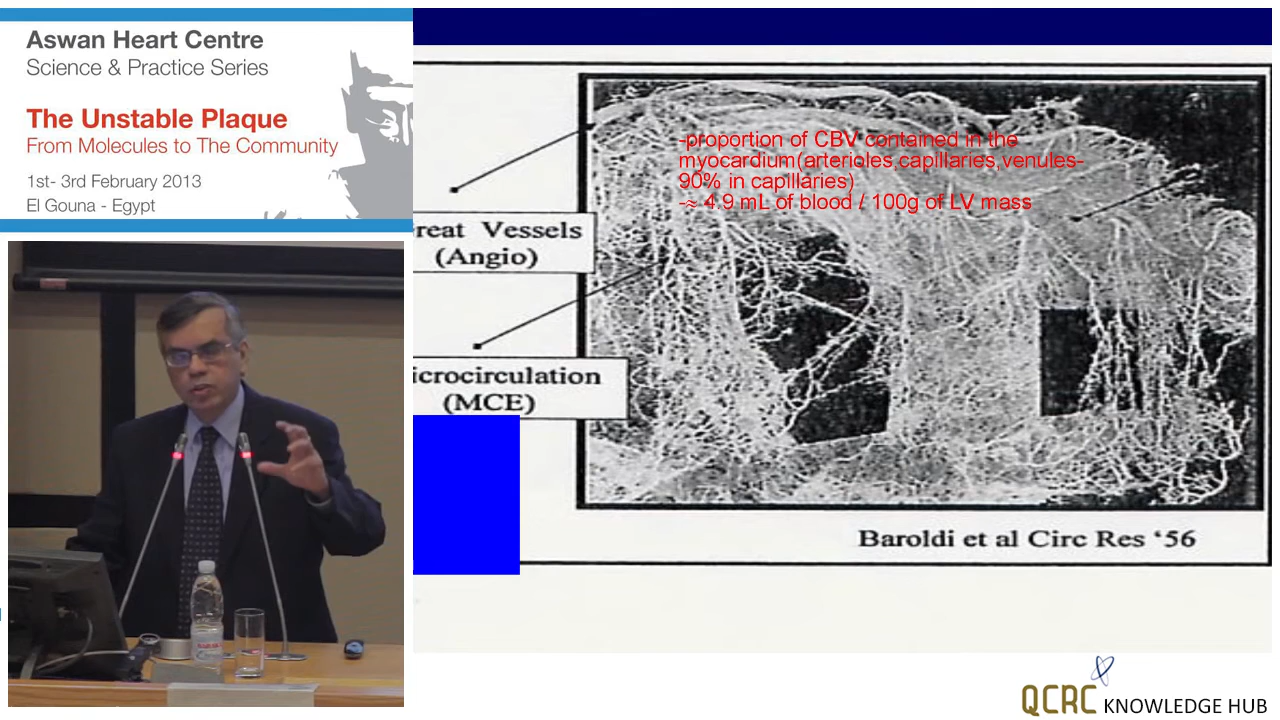 Aswan Heart Centre
Science & Practice Series
The Unstable Plaque
From Molecules to The Community
1st- 3rd February 2013
El Gouna - Egypt
-proportion of CBV contained in the
myocardium(arterioles,capillaries,venules-
90% in capillaries)
-≈ 4.9 mL of blood / 100g of LV mass
reat Vessels
(Angio)
icrocirculation
(MCE)
Baroldi et al Circ Res ‘56
QCRC KNOWLEDGE HUB